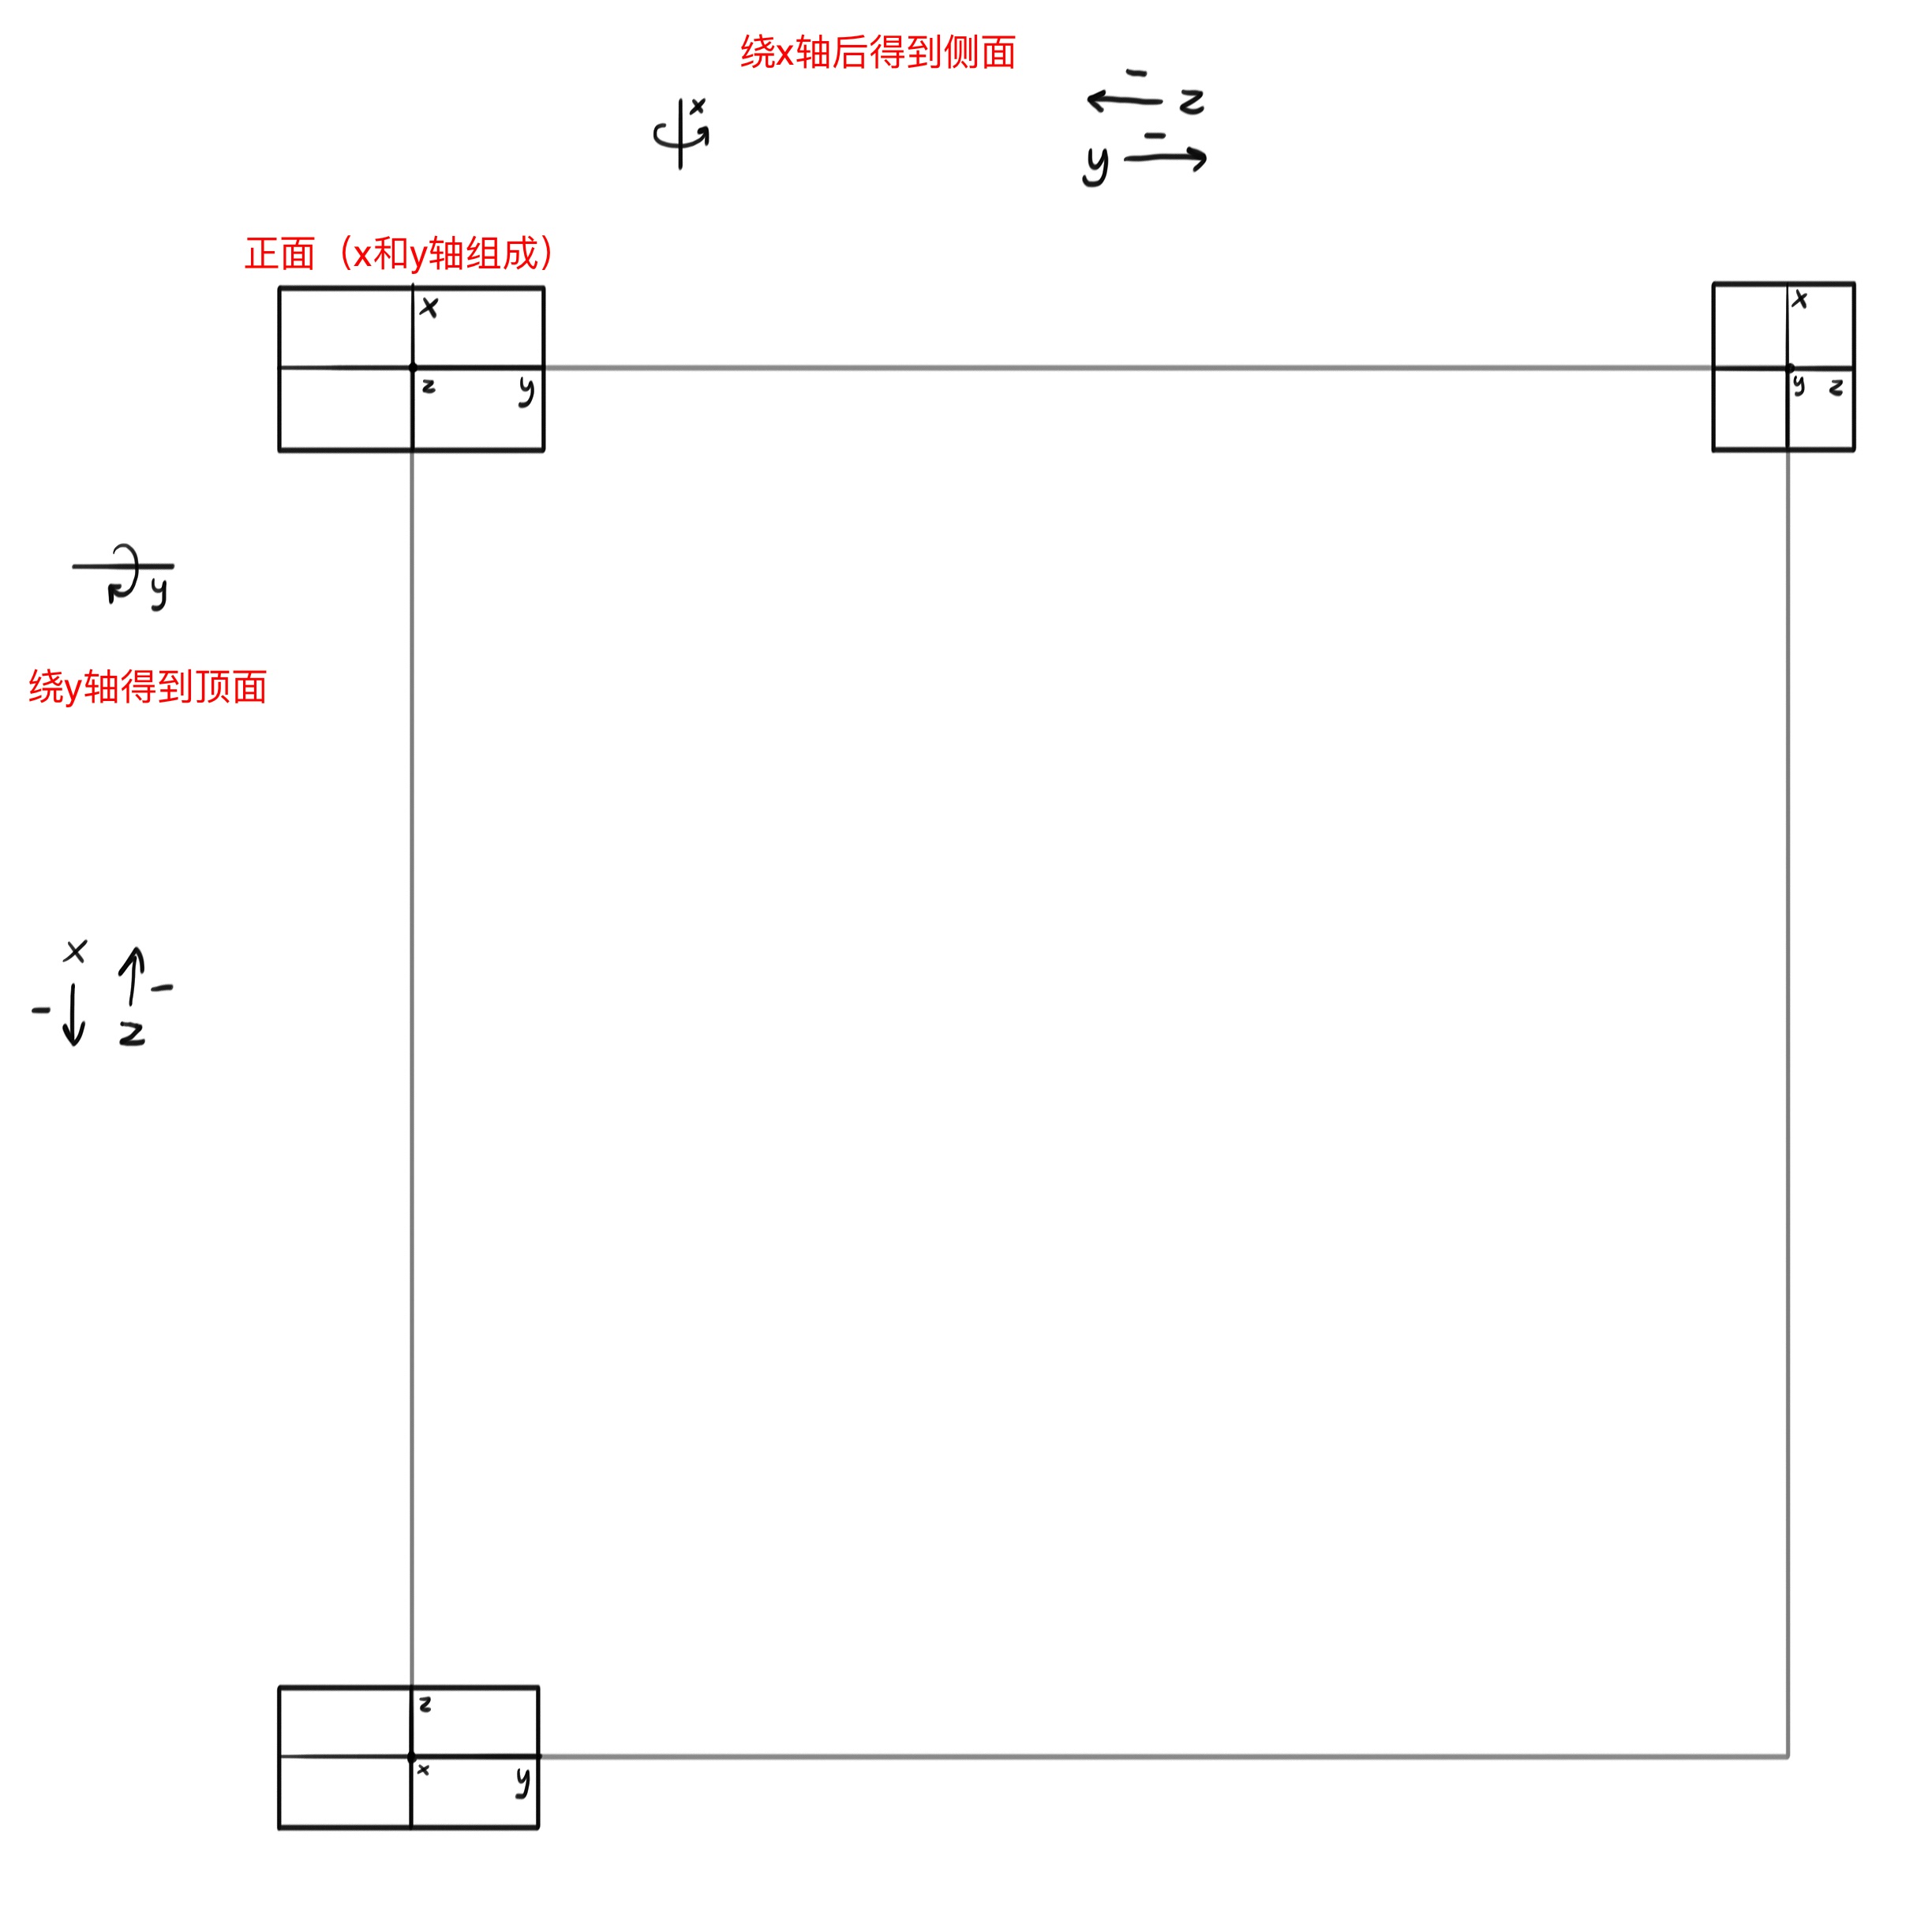 绕x轴后得到侧面
x
- z
y -
正面（x和y轴组成）
x
z y
x
y z
y
绕y轴得到顶面
x
- -
z
z
x y